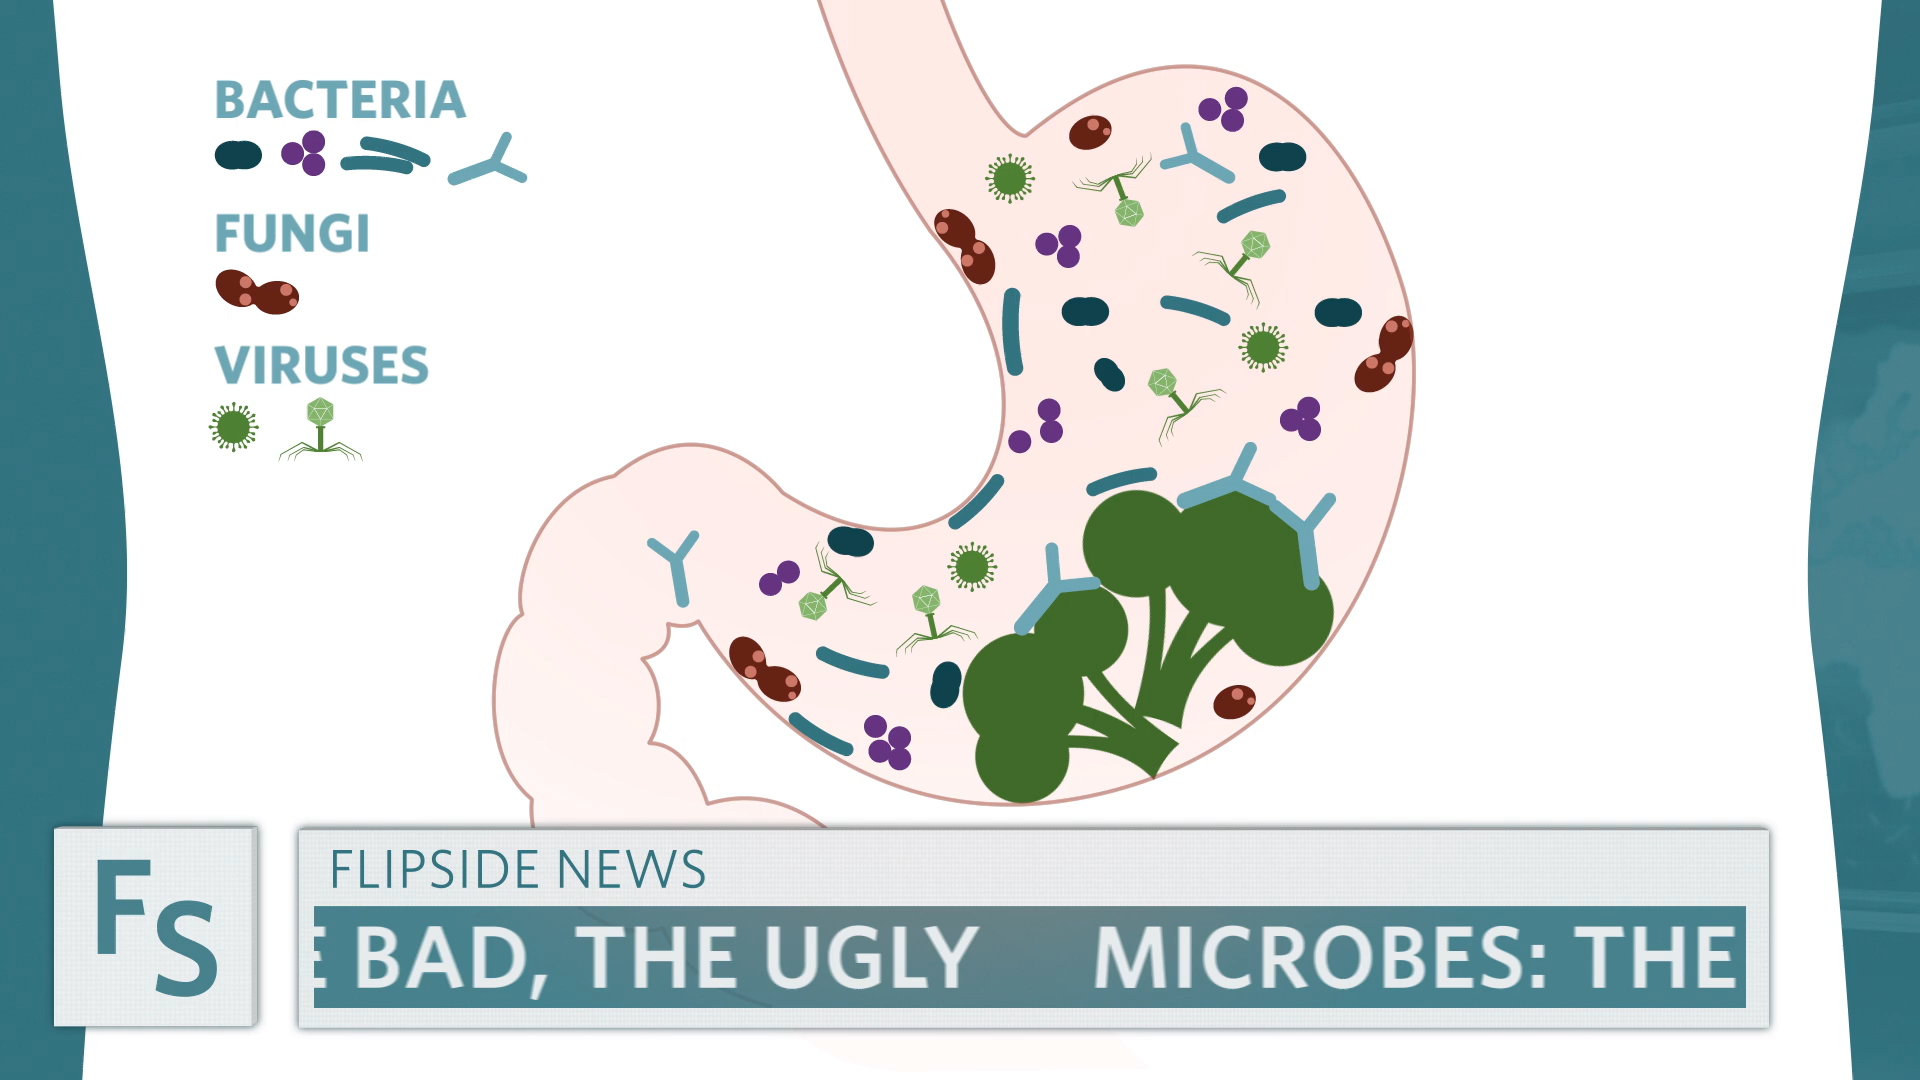 BACTERIA
FUNGI
VIRUSES
FS
FLIPSIDE NEWS
BAD, THE UGLY MICROBES: THE